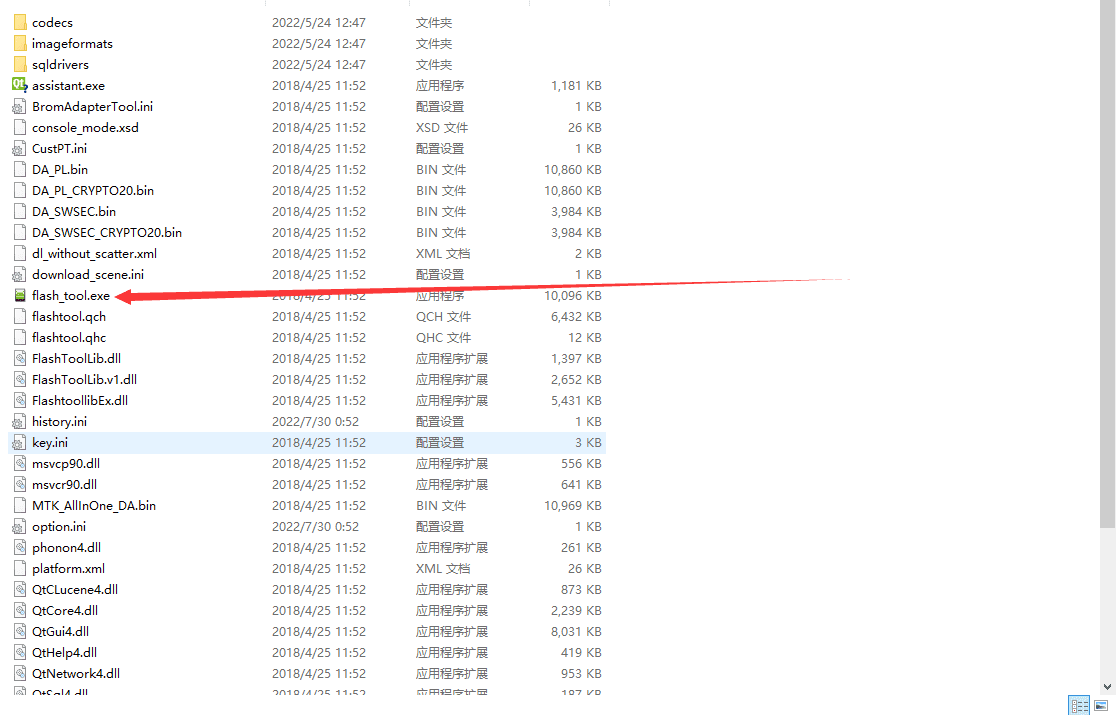 codecs 2022/5/24 12:47 文件夹
imageformats 2022/5/24 12:47 文件夹
sqldrivers 2022/5/24 12:47 文件夹
assistant.exe 2018/4/25 11:52 应用程序 1,181 KB
BromAdapterTool.ini 2018/4/25 11:52 配置设置 1 KB
console_mode.xsd 2018/4/25 11:52 XSD 文件 26 KB
CustPT.ini 2018/4/25 11:52 配置设置 1 KB
DA_PL.bin 2018/4/25 11:52 BIN 文件 10,860 KB
DA_PL_CRYPTO20.bin 2018/4/25 11:52 BIN 文件 10,860 KB
DA_SWSEC.bin 2018/4/25 11:52 BIN 文件 3,984 KB
DA_SWSEC_CRYPTO20.bin 2018/4/25 11:52 BIN 文件 3,984 KB
dl_without_scatter.xml 2018/4/25 11:52 XML 文档 2 KB
download_scene.ini 2018/4/25 11:52 配置设置 1 KB
flash_tool.exe 2018/4/25 11:52 应用程序 10,096 KB
flashtool.qch 2018/4/25 11:52 QCH 文件 6,432 KB
flashtool.qhc 2018/4/25 11:52 QHC 文件 12 KB
FlashToolLib.dll 2018/4/25 11:52 应用程序扩展 1,397 KB
FlashToolLib.v1.dll 2018/4/25 11:52 应用程序扩展 2,652 KB
FlashtoollibEx.dll 2018/4/25 11:52 应用程序扩展 5,431 KB
history.ini 2022/7/30 0:52 配置设置 1 KB
key.ini 2018/4/25 11:52 配置设置 3 KB
msvcp90.dll 2018/4/25 11:52 应用程序扩展 556 KB
msvcr90.dll 2018/4/25 11:52 应用程序扩展 641 KB
MTK_AllInOne_DA.bin 2018/4/25 11:52 BIN 文件 10,969 KB
option.ini 2022/7/30 0:52 配置设置 1 KB
phonon4.dll 2018/4/25 11:52 应用程序扩展 261 KB
platform.xml 2018/4/25 11:52 XML 文档 26 KB
QtCLucene4.dll 2018/4/25 11:52 应用程序扩展 873 KB
QtCore4.dll 2018/4/25 11:52 应用程序扩展 2,239 KB
QtGui4.dll 2018/4/25 11:52 应用程序扩展 8,031 KB
QtHelp4.dll 2018/4/25 11:52 应用程序扩展 419 KB
QtNetwork4.dll 2018/4/25 11:52 应用程序扩展 953 KB
QtSql4.dll 2018/4/25 11:52 应用程序扩展 187 KB